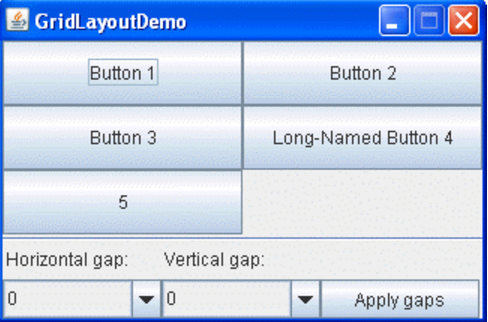 GridLayoutDemo
Button 1 Button 2
Button 3 Long-Named Button 4
5
Horizontal gap: Vertical gap:
0 0 Apply gaps